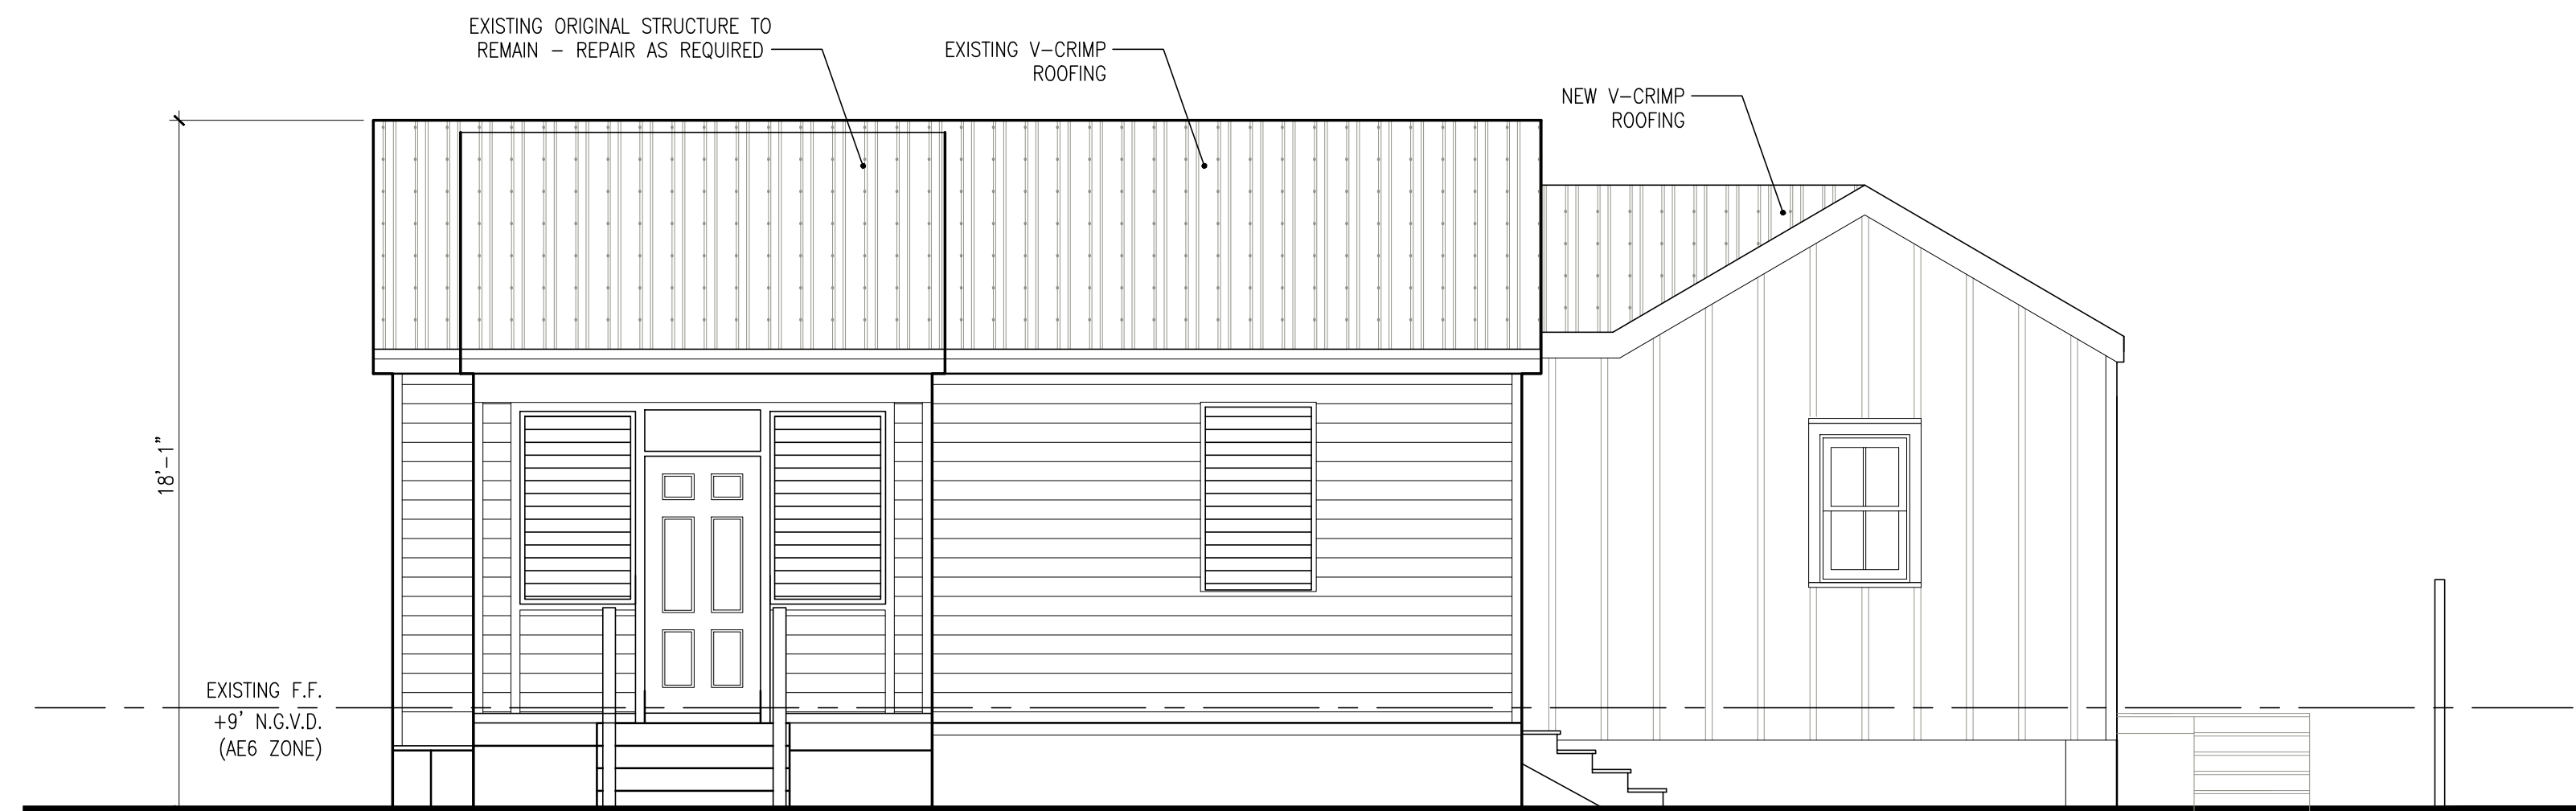 EXISTING ORIGINAL STRUCTURE TO
REMAIN – REPAIR AS REQUIRED
EXISTING V–CRIMP
ROOFING
NEW V–CRIMP
ROOFING
18'–1"
EXISTING F.F.
+9' N.G.V.D.
(AE6 ZONE)